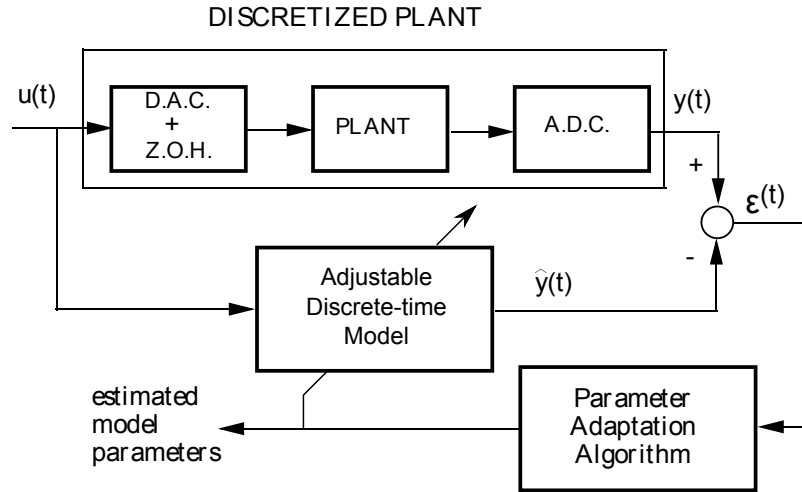 DISCRETIZED PLANT
u(t)
D.A.C.
+
Z.O.H.
PLANT
A.D.C.
y(t)
+
ε(t)
-
Adjustable
Discrete-time
Model
ŷ(t)
estimated
model
parameters
Parameter
Adaptation
Algorithm